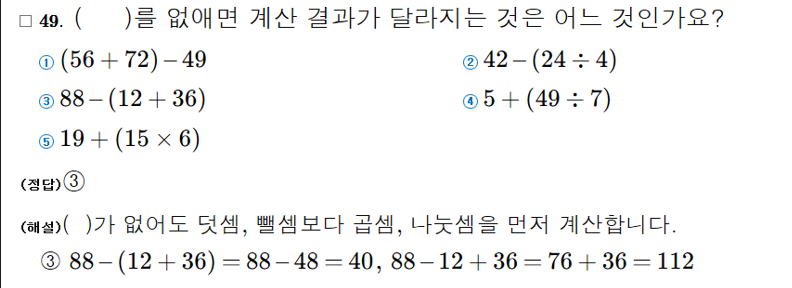 □ 49. (    )를 없애면 계산 결과가 달라지는 것은 어느 것인가요?
① (56 + 72) − 49    ② 42 − (24 ÷ 4)
③ 88 − (12 + 36)    ④ 5 + (49 ÷ 7)
⑤ 19 + (15 × 6)
(정답)③
(해설)(  )가 없어도 덧셈, 뺄셈보다 곱셈, 나눗셈을 먼저 계산합니다.
③ 88 − (12 + 36) = 88 − 48 = 40, 88 − 12 + 36 = 76 + 36 = 112